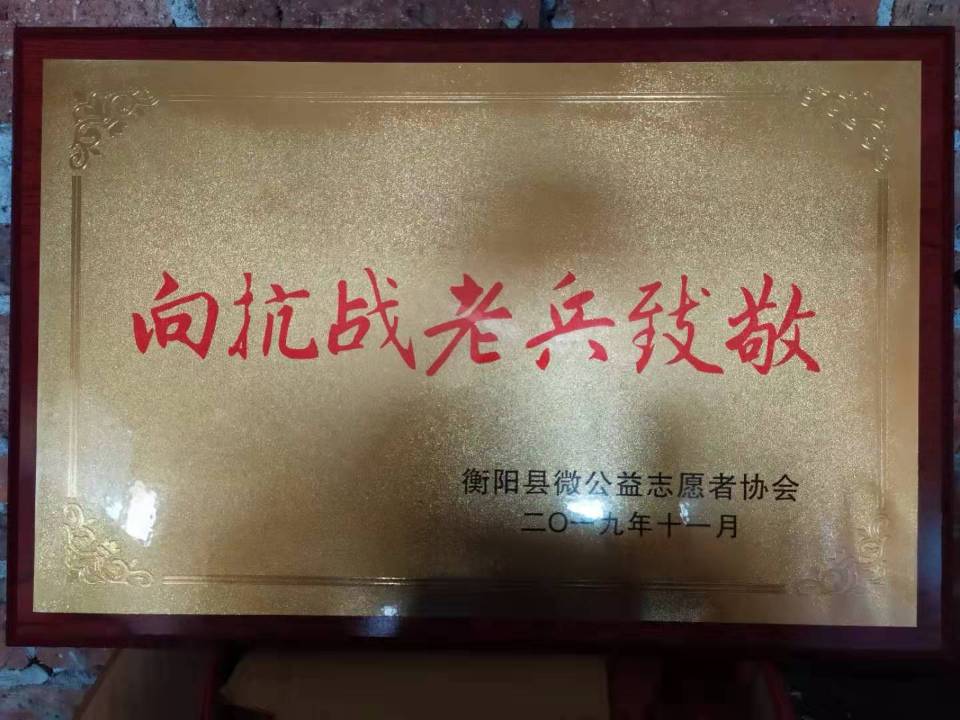 向抗战老兵致敬
衡阳县微公益志愿者协会
二〇一九年十一月